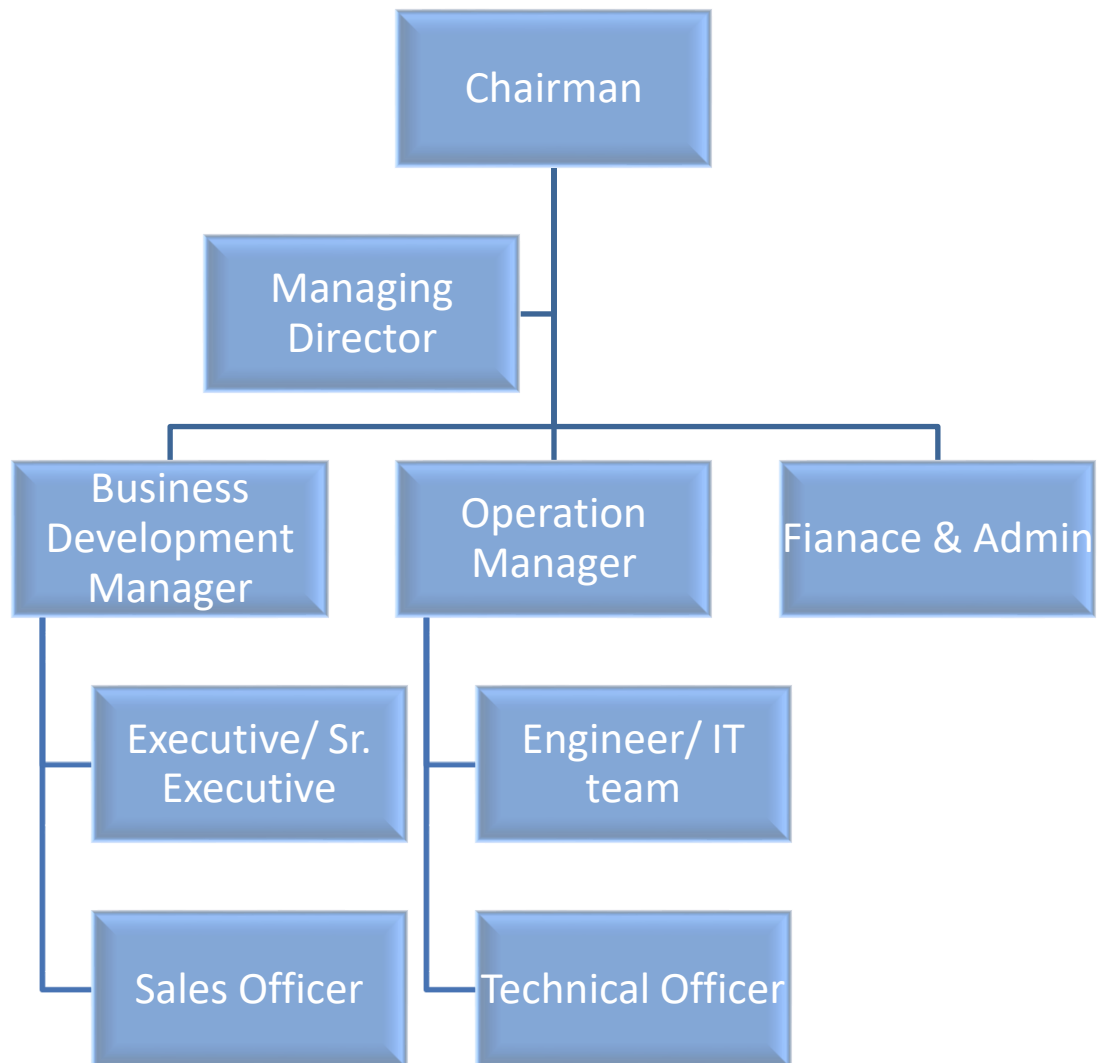 Chairman
Managing
Director
Business
Development
Manager
Operation
Manager
Fianace & Admin
Executive/ Sr.
Executive
Engineer/ IT
team
Sales Officer
Technical Officer